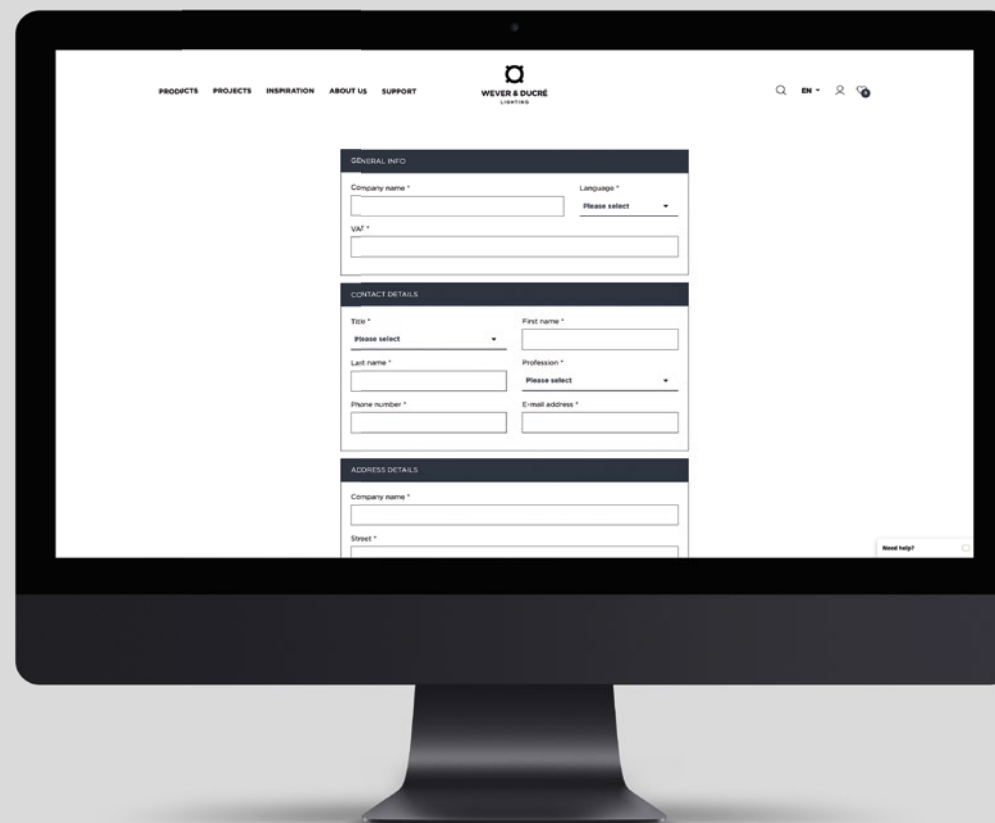 PRODUCTS PROJECTS INSPIRATION ABOUT US SUPPORT
WEVER & DUCRÉ
LIGHTING
EN
GENERAL INFO
Company name * Language *
Please select
VAT *
CONTACT DETAILS
Title * First name *
Please select
Last name * Profession *
Please select
Phone number * E-mail address *
ADDRESS DETAILS
Company name *
Street *
Need help?